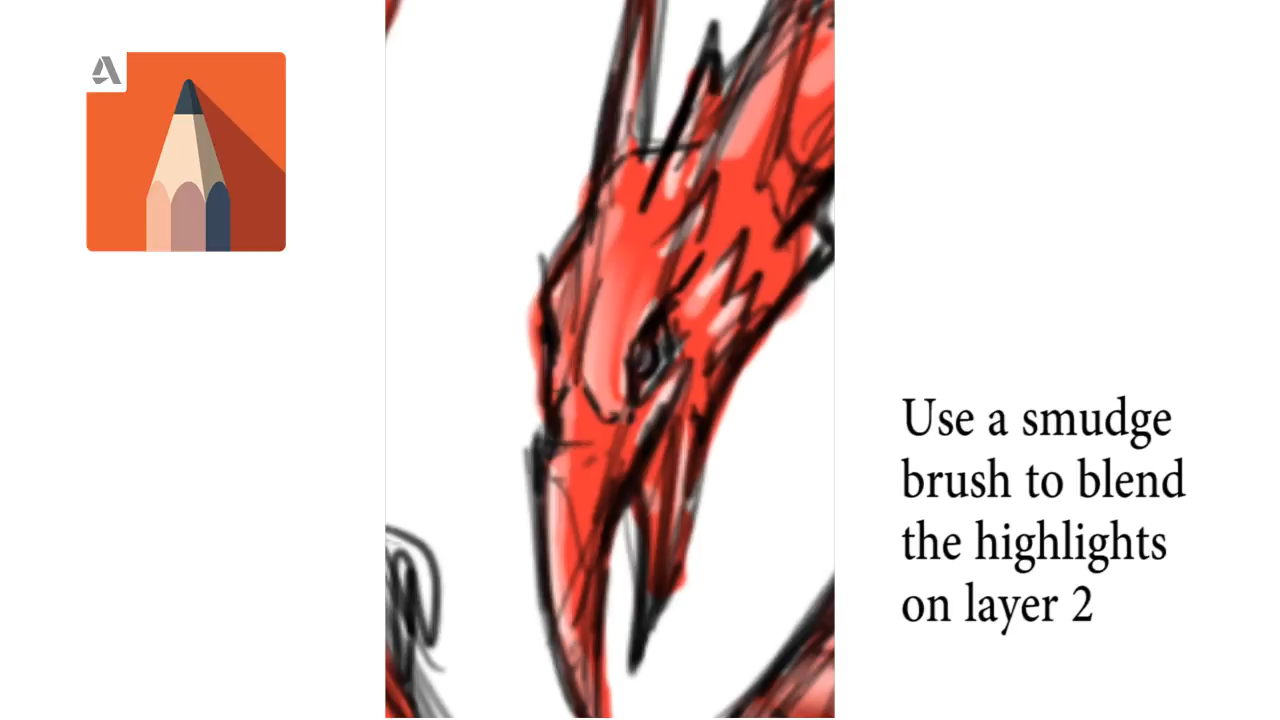 Use a smudge
brush to blend
the highlights
on layer 2